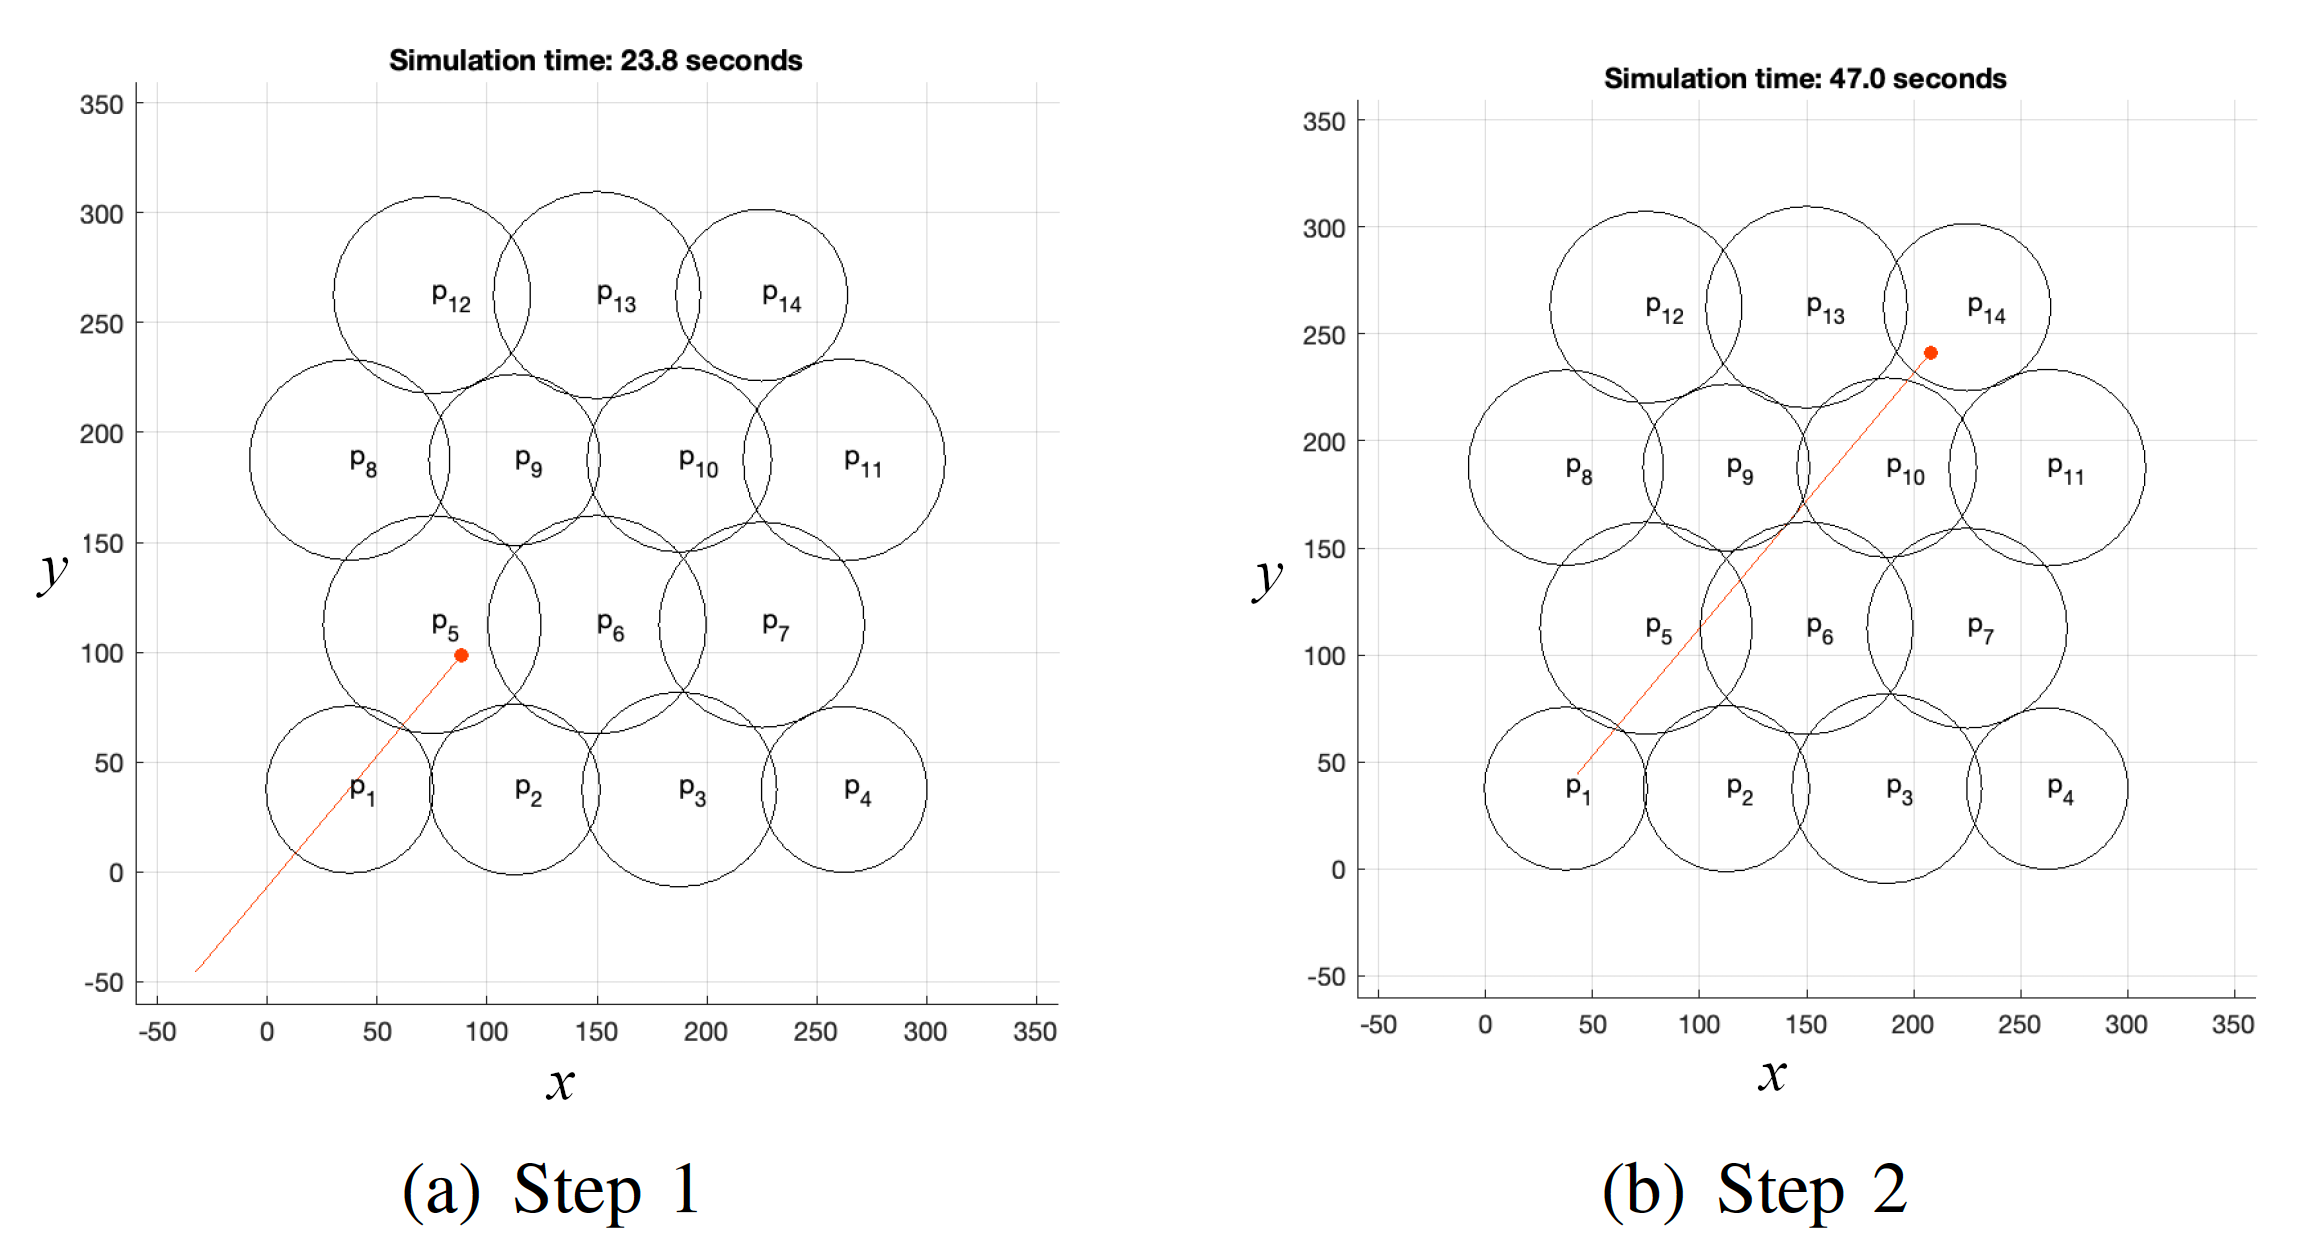 Simulation time: 23.8 seconds
350
300
250
200
150
100
50
0
-50
y
p12 p13 p14
p8 p9 p10 p11
p5 p6 p7
p1 p2 p3 p4
-50 0 50 100 150 200 250 300 350
x
(a) Step 1
Simulation time: 47.0 seconds
350
300
250
200
150
100
50
0
-50
y
p12 p13 p14
p8 p9 p10 p11
p5 p6 p7
p1 p2 p3 p4
-50 0 50 100 150 200 250 300 350
x
(b) Step 2